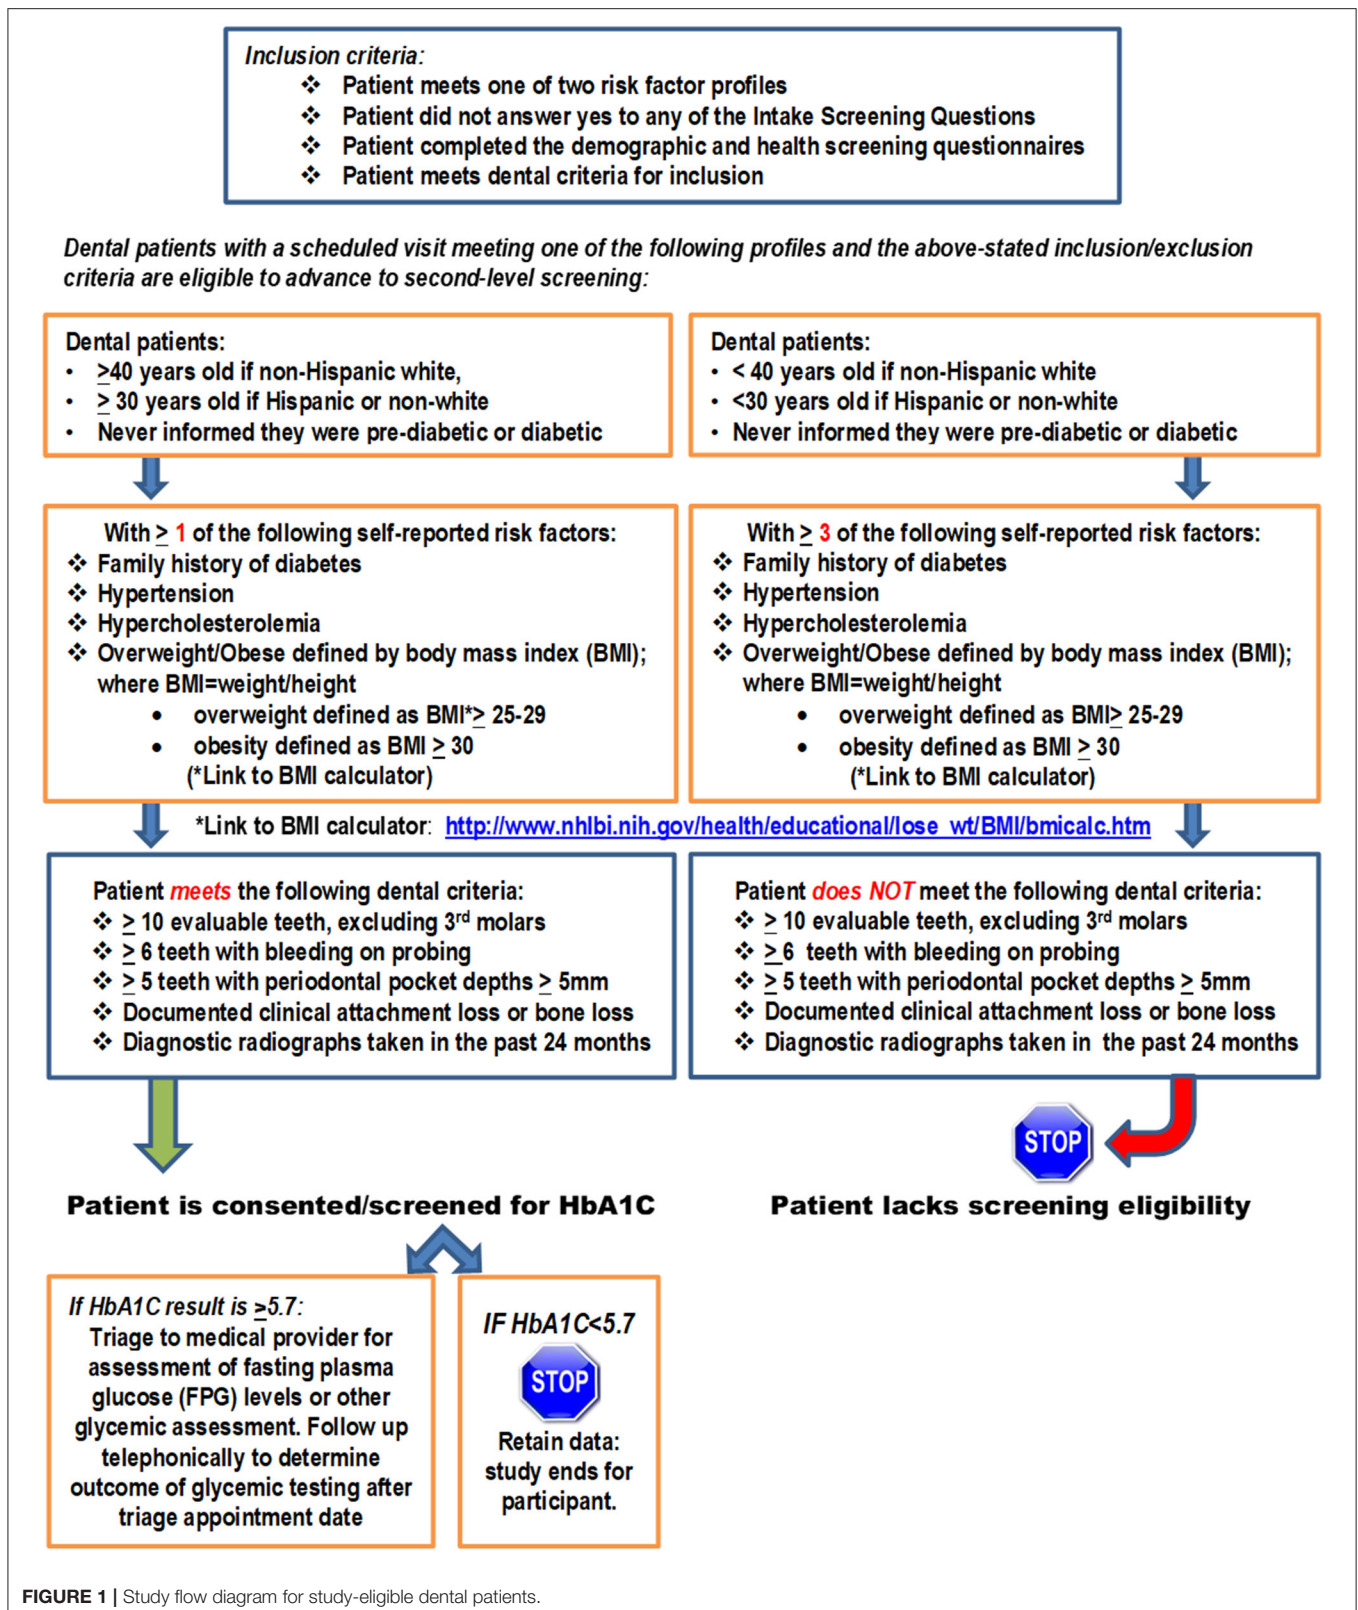 Inclusion criteria:
❖ Patient meets one of two risk factor profiles
❖ Patient did not answer yes to any of the Intake Screening Questions
❖ Patient completed the demographic and health screening questionnaires
❖ Patient meets dental criteria for inclusion
Dental patients with a scheduled visit meeting one of the following profiles and the above-stated inclusion/exclusion
criteria are eligible to advance to second-level screening:
Dental patients:
• ≥40 years old if non-Hispanic white,
• ≥ 30 years old if Hispanic or non-white
• Never informed they were pre-diabetic or diabetic
Dental patients:
• < 40 years old if non-Hispanic white
• <30 years old if Hispanic or non-white
• Never informed they were pre-diabetic or diabetic
With ≥ 1 of the following self-reported risk factors:
❖ Family history of diabetes
❖ Hypertension
❖ Hypercholesterolemia
❖ Overweight/Obese defined by body mass index (BMI);
where BMI=weight/height
• overweight defined as BMI*≥ 25-29
• obesity defined as BMI ≥ 30
(*Link to BMI calculator)
With ≥ 3 of the following self-reported risk factors:
❖ Family history of diabetes
❖ Hypertension
❖ Hypercholesterolemia
❖ Overweight/Obese defined by body mass index (BMI);
where BMI=weight/height
• overweight defined as BMI≥ 25-29
• obesity defined as BMI ≥ 30
(*Link to BMI calculator)
*Link to BMI calculator: http://www.nhlbi.nih.gov/health/educational/lose_wt/BMI/bmicalc.htm
Patient meets the following dental criteria:
❖ ≥ 10 evaluable teeth, excluding 3rd molars
❖ ≥ 6 teeth with bleeding on probing
❖ ≥ 5 teeth with periodontal pocket depths ≥ 5mm
❖ Documented clinical attachment loss or bone loss
❖ Diagnostic radiographs taken in the past 24 months
Patient does NOT meet the following dental criteria:
❖ ≥ 10 evaluable teeth, excluding 3rd molars
❖ ≥6 teeth with bleeding on probing
❖ ≥ 5 teeth with periodontal pocket depths ≥ 5mm
❖ Documented clinical attachment loss or bone loss
❖ Diagnostic radiographs taken in the past 24 months
STOP
Patient is consented/screened for HbA1C
Patient lacks screening eligibility
If HbA1C result is ≥5.7:
Triage to medical provider for
assessment of fasting plasma
glucose (FPG) levels or other
glycemic assessment. Follow up
telephonically to determine
outcome of glycemic testing after
triage appointment date
IF HbA1C<5.7
STOP
Retain data:
study ends for
participant.
FIGURE 1 | Study flow diagram for study-eligible dental patients.